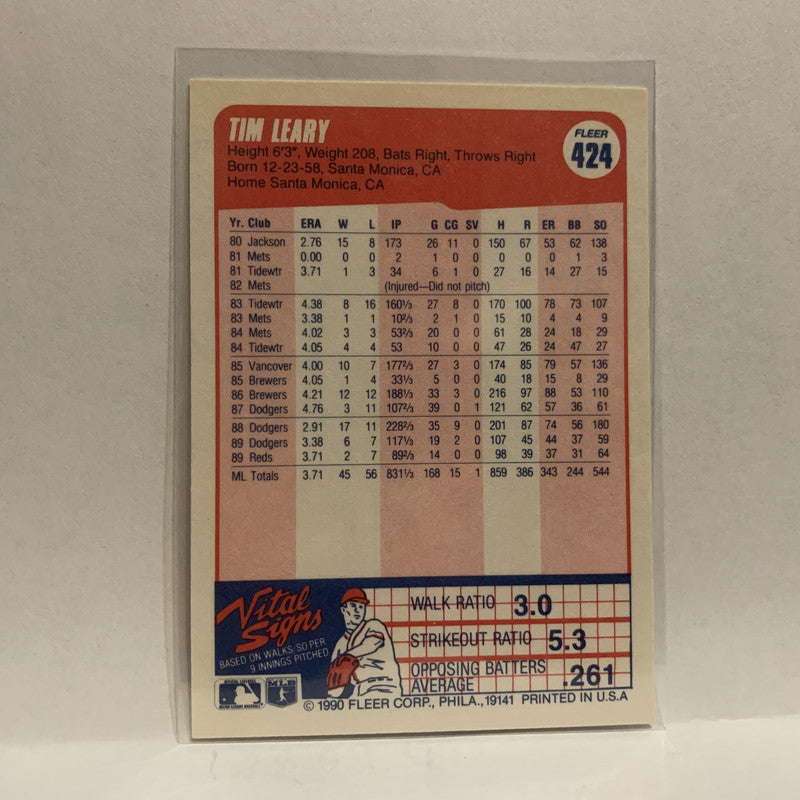 TIM LEARY
FLEER
424
Height 6'3", Weight 208, Bats Right, Throws Right
Born 12-23-58, Santa Monica, CA
Home Santa Monica, CA
Yr. Club ERA W L IP G CG SV H R ER BB SO
80 Jackson 2.76 15 8 173 26 11 0 150 67 53 62 138
81 Mets 0.00 0 0 2 1 0 0 0 0 0 1 3
81 Tidewtr 3.71 1 3 34 6 1 0 27 16 14 27 15
82 Mets (Injured—Did not pitch)
83 Tidewtr 4.38 8 16 160⅓ 27 8 0 170 100 78 73 107
83 Mets 3.38 1 1 10⅔ 2 1 0 15 10 4 4 9
84 Mets 4.02 3 3 53⅔ 20 0 0 61 28 24 18 29
84 Tidewtr 4.05 4 4 53 10 0 0 47 26 24 47 27
85 Vancover 4.00 10 7 177⅔ 27 3 0 174 85 79 57 136
85 Brewers 4.05 1 4 33⅓ 5 0 0 40 18 15 8 29
86 Brewers 4.21 12 12 188⅓ 33 3 0 216 97 88 53 110
87 Dodgers 4.76 3 11 107⅔ 39 0 1 121 62 57 36 61
88 Dodgers 2.91 17 11 228⅔ 35 9 0 201 87 74 56 180
89 Dodgers 3.38 6 7 117⅓ 19 2 0 107 45 44 37 59
89 Reds 3.71 2 7 89⅔ 14 0 0 98 39 37 31 64
ML Totals 3.71 45 56 831⅓ 168 15 1 859 386 343 244 544
Vital Signs
BASED ON WALKS/SO PER
9 INNINGS PITCHED
WALK RATIO 3.0
STRIKEOUT RATIO 5.3
OPPOSING BATTERS
AVERAGE .261
© 1990 FLEER CORP., PHILA., 19141 PRINTED IN U.S.A